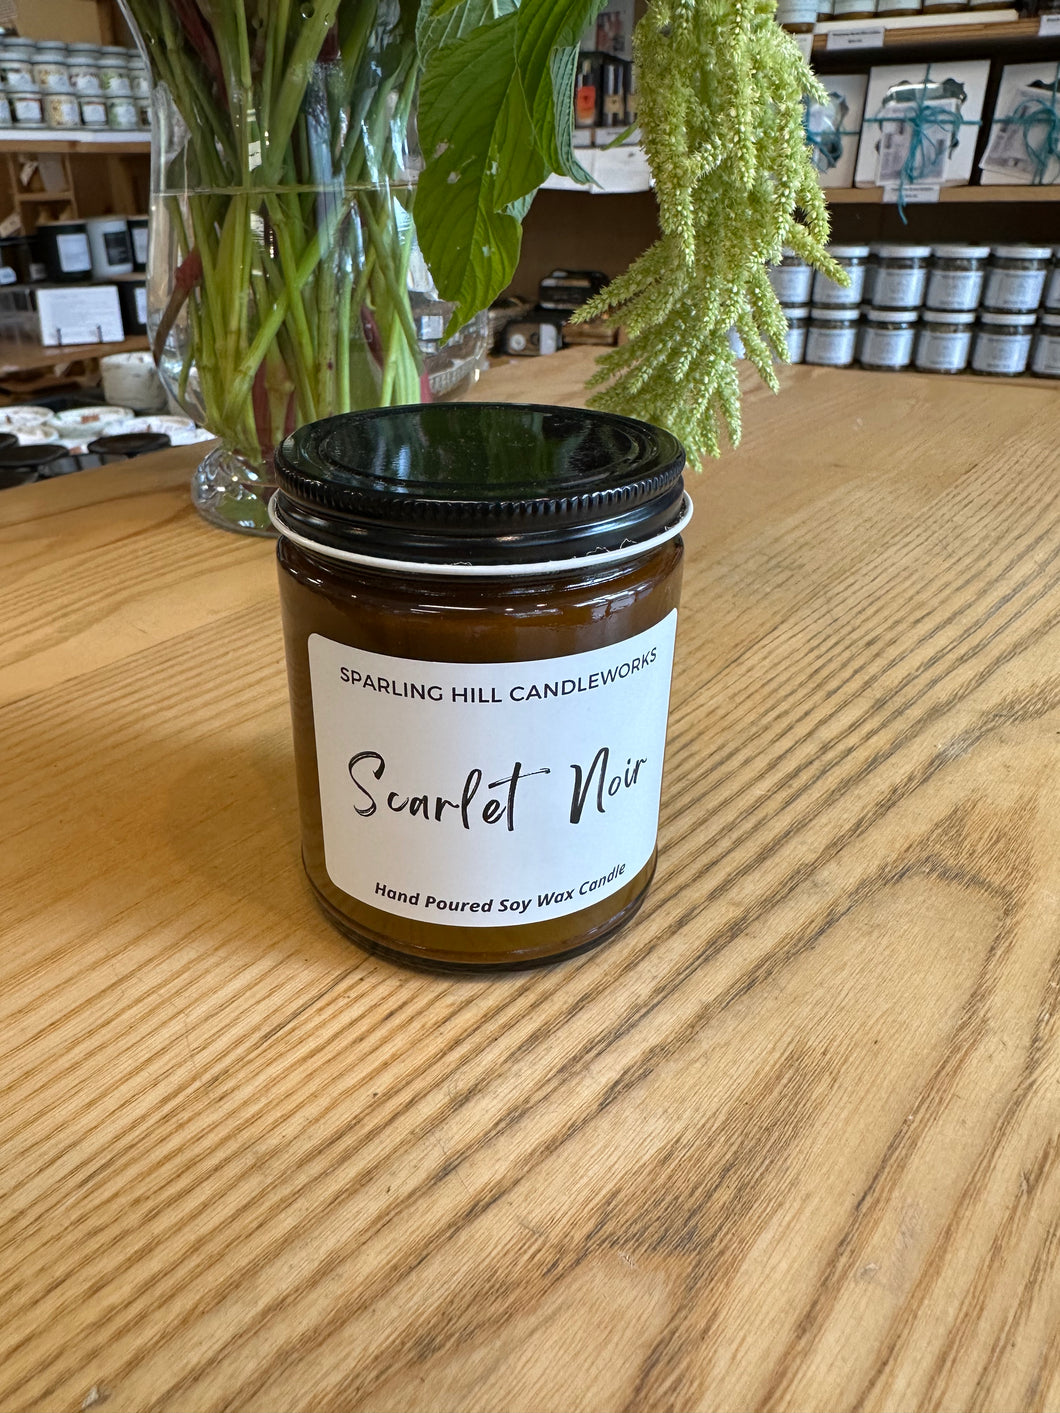 SPARLING HILL CANDLEWORKS
Scarlet Noir
Hand Poured Soy Wax Candle